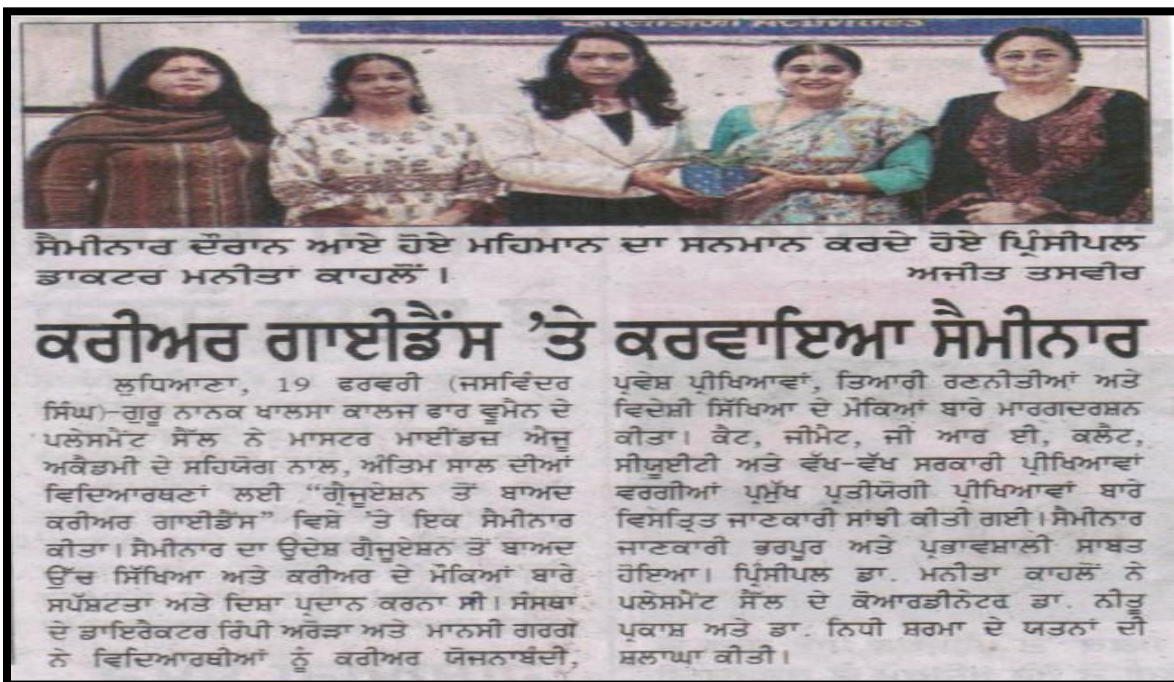 ਸੈਮੀਨਾਰ ਦੌਰਾਨ ਆਏ ਹੋਏ ਮਹਿਮਾਨ ਦਾ ਸਨਮਾਨ ਕਰਦੇ ਹੋਏ ਪ੍ਰਿੰਸੀਪਲ
ਡਾਕਟਰ ਮਨੀਤਾਂ ਕਾਹਲੋਂ। ਅਜੀਤ ਤਸਵੀਰ
ਕਰੀਅਰ ਗਾਈਡੈਂਸ 'ਤੇ ਕਰਵਾਇਆ ਸੈਮੀਨਾਰ
ਲੁਧਿਆਣਾ, 19 ਫਰਵਰੀ (ਜਸਵਿੰਦਰ
ਸਿੰਘ)-ਗੁਰੂ ਨਾਨਕ ਖਾਲਸਾ ਕਾਲਜ ਫਾਰ ਵੂਮੈਨ ਦੇ
ਪਲੇਸਮੈਂਟ ਸੈੱਲ ਨੇ ਮਾਸਟਰ ਮਾਈਂਡਜ਼ ਐਜੂ
ਅਕੈਡਮੀ ਦੇ ਸਹਿਯੋਗ ਨਾਲ, ਅੰਤਿਮ ਸਾਲ ਦੀਆਂ
ਵਿਦਿਆਰਥਣਾਂ ਲਈ "ਗ੍ਰੈਜੂਏਸ਼ਨ ਤੋਂ ਬਾਅਦ
ਕਰੀਅਰ ਗਾਈਡੈਂਸ" ਵਿਸ਼ੇ 'ਤੇ ਇਕ ਸੈਮੀਨਾਰ
ਕੀਤਾ। ਸੈਮੀਨਾਰ ਦਾ ਉਦੇਸ਼ ਗ੍ਰੈਜੂਏਸ਼ਨ ਤੋਂ ਬਾਅਦ
ਉੱਚ ਸਿੱਖਿਆ ਅਤੇ ਕਰੀਅਰ ਦੇ ਮੌਕਿਆਂ ਬਾਰੇ
ਸਪੱਸ਼ਟਤਾ ਅਤੇ ਦਿਸ਼ਾ ਪ੍ਰਦਾਨ ਕਰਨਾ ਸੀ। ਸੰਸਥਾ
ਦੇ ਡਾਇਰੈਕਟਰ ਰਿੰਪੀ ਅਰੋੜਾ ਅਤੇ ਮਾਨਸੀ ਗਰਗ
ਨੇ ਵਿਦਿਆਰਥੀਆਂ ਨੂੰ ਕਰੀਅਰ ਯੋਜਨਾਬੰਦੀ,
ਪ੍ਰਵੇਸ਼ ਪ੍ਰੀਖਿਆਵਾਂ, ਤਿਆਰੀ ਰਣਨੀਤੀਆਂ ਅਤੇ
ਵਿਦੇਸ਼ੀ ਸਿੱਖਿਆ ਦੇ ਮੌਕਿਆਂ ਬਾਰੇ ਮਾਰਗਦਰਸ਼ਨ
ਕੀਤਾ। ਕੈਟ, ਜੀਮੈਟ, ਜੀ ਆਰ ਈ, ਕਲੈਟ,
ਸੀਯੂਈਟੀ ਅਤੇ ਵੱਖ-ਵੱਖ ਸਰਕਾਰੀ ਪ੍ਰੀਖਿਆਵਾਂ
ਵਰਗੀਆਂ ਪ੍ਰਮੁੱਖ ਪ੍ਰਤੀਯੋਗੀ ਪ੍ਰੀਖਿਆਵਾਂ ਬਾਰੇ
ਵਿਸਤ੍ਰਿਤ ਜਾਣਕਾਰੀ ਸਾਂਝੀ ਕੀਤੀ ਗਈ। ਸੈਮੀਨਾਰ
ਜਾਣਕਾਰੀ ਭਰਪੂਰ ਅਤੇ ਪ੍ਰਭਾਵਸ਼ਾਲੀ ਸਾਬਤ
ਹੋਇਆ। ਪ੍ਰਿੰਸੀਪਲ ਡਾ. ਮਨੀਤਾ ਕਾਹਲੋਂ ਨੇ
ਪਲੇਸਮੈਂਟ ਸੈੱਲ ਦੇ ਕੋਆਰਡੀਨੇਟਰ ਡਾ. ਨੀਤੂ
ਪ੍ਰਕਾਸ਼ ਅਤੇ ਡਾ. ਨਿਧੀ ਸ਼ਰਮਾ ਦੇ ਯਤਨਾਂ ਦੀ
ਸ਼ਲਾਘਾ ਕੀਤੀ।